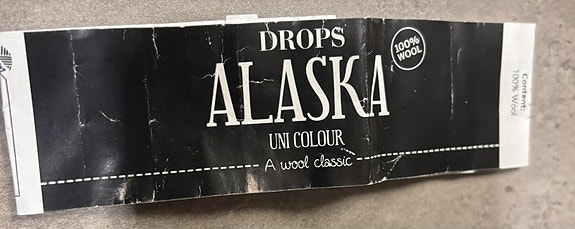 DROPS
100%
WOOL
ALASKA
UNI COLOUR
A wool classic
Content:
100% Wool